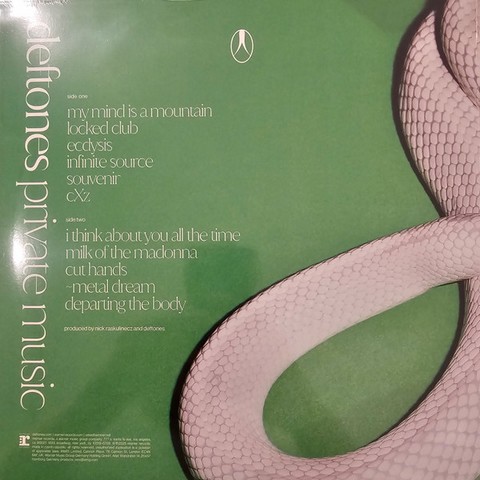 deftones private music
side one
my mind is a mountain
locked club
ecdysis
infinite source
souvenir
cXz
side two
i think about you all the time
milk of the madonna
cut hands
~metal dream
departing the body
produced by nick raskulinecz and deftones